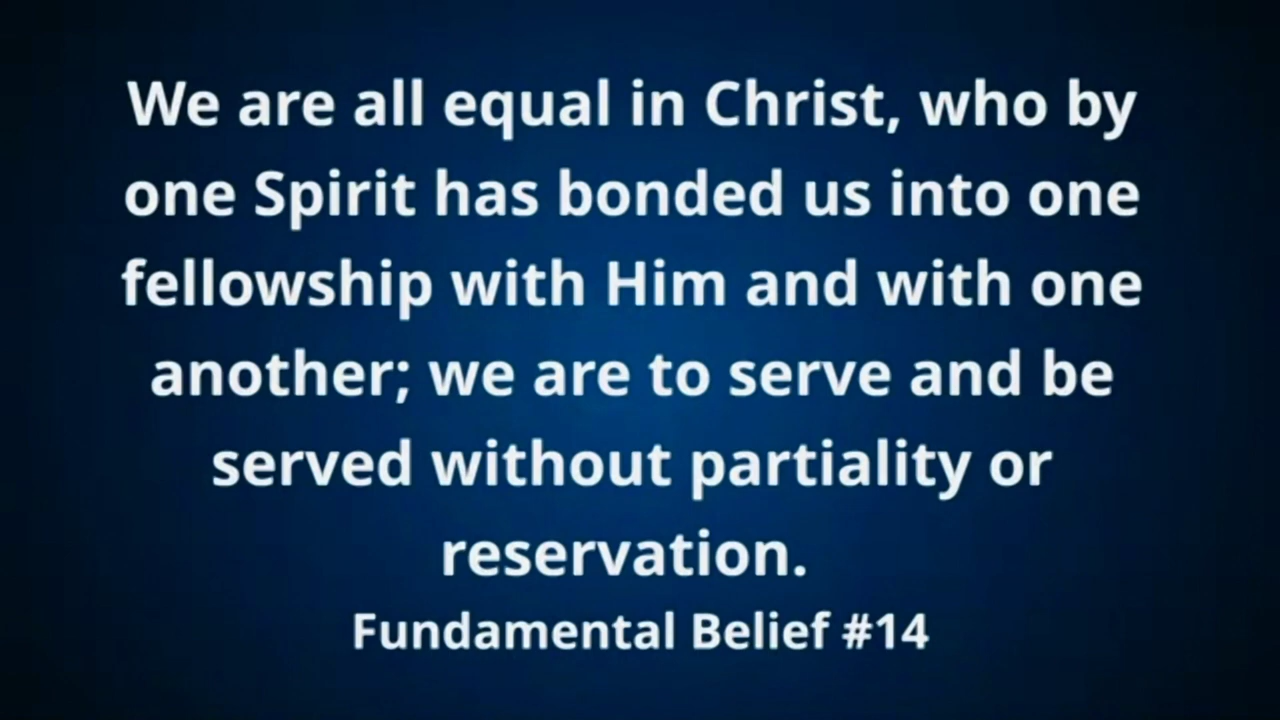 We are all equal in Christ, who by
one Spirit has bonded us into one
fellowship with Him and with one
another; we are to serve and be
served without partiality or
reservation.
Fundamental Belief #14